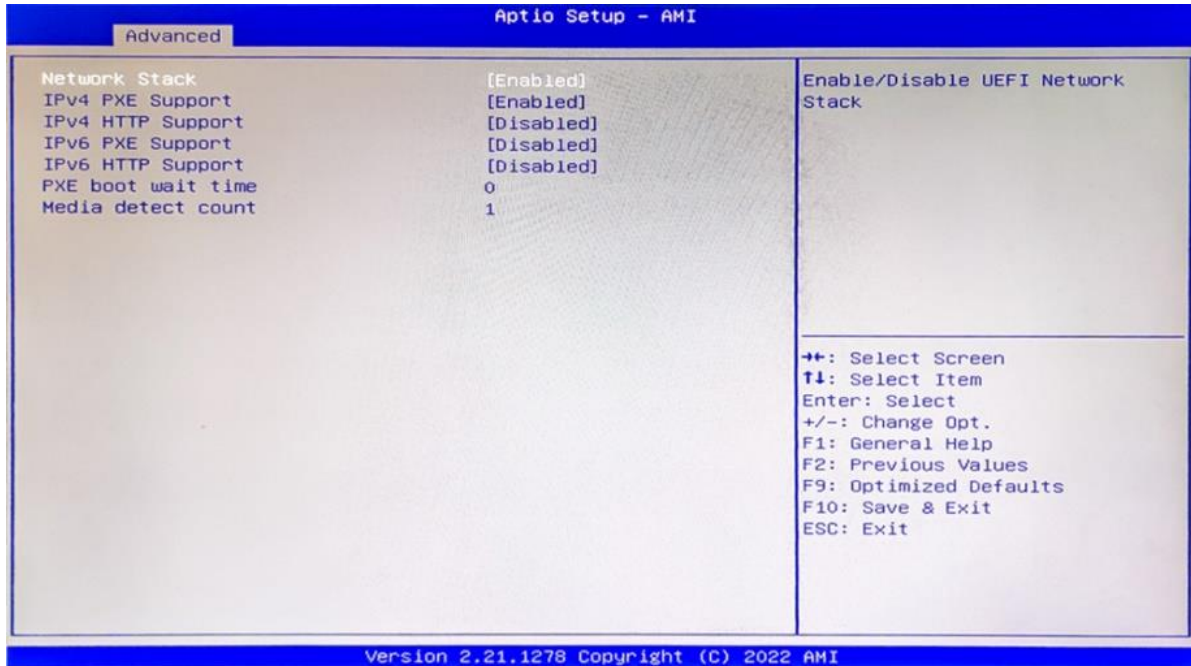 Aptio Setup - AMI
Advanced
Network Stack [Enabled]
IPv4 PXE Support [Enabled]
IPv4 HTTP Support [Disabled]
IPv6 PXE Support [Disabled]
IPv6 HTTP Support [Disabled]
PXE boot wait time 0
Media detect count 1
Enable/Disable UEFI Network
Stack
→←: Select Screen
↑↓: Select Item
Enter: Select
+/-: Change Opt.
F1: General Help
F2: Previous Values
F9: Optimized Defaults
F10: Save & Exit
ESC: Exit
Version 2.21.1278 Copyright (C) 2022 AMI